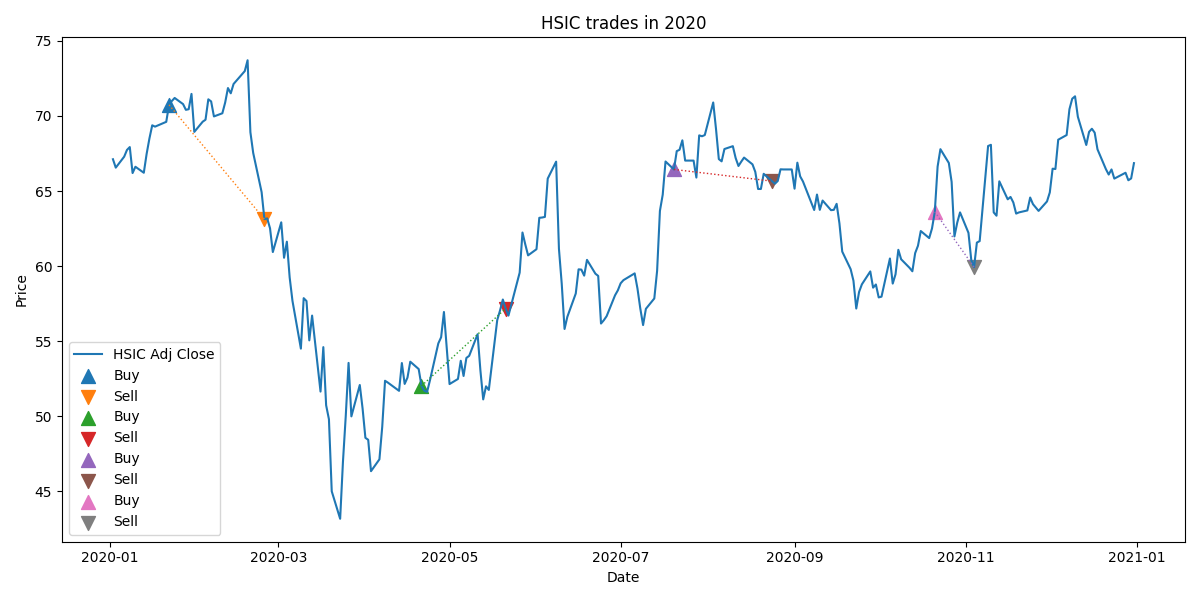 HSIC trades in 2020
Price
75
70
65
60
55
50
45
HSIC Adj Close
Buy
Sell
Buy
Sell
Buy
Sell
Buy
Sell
2020-01
2020-03
2020-05
2020-07
2020-09
2020-11
2021-01
Date